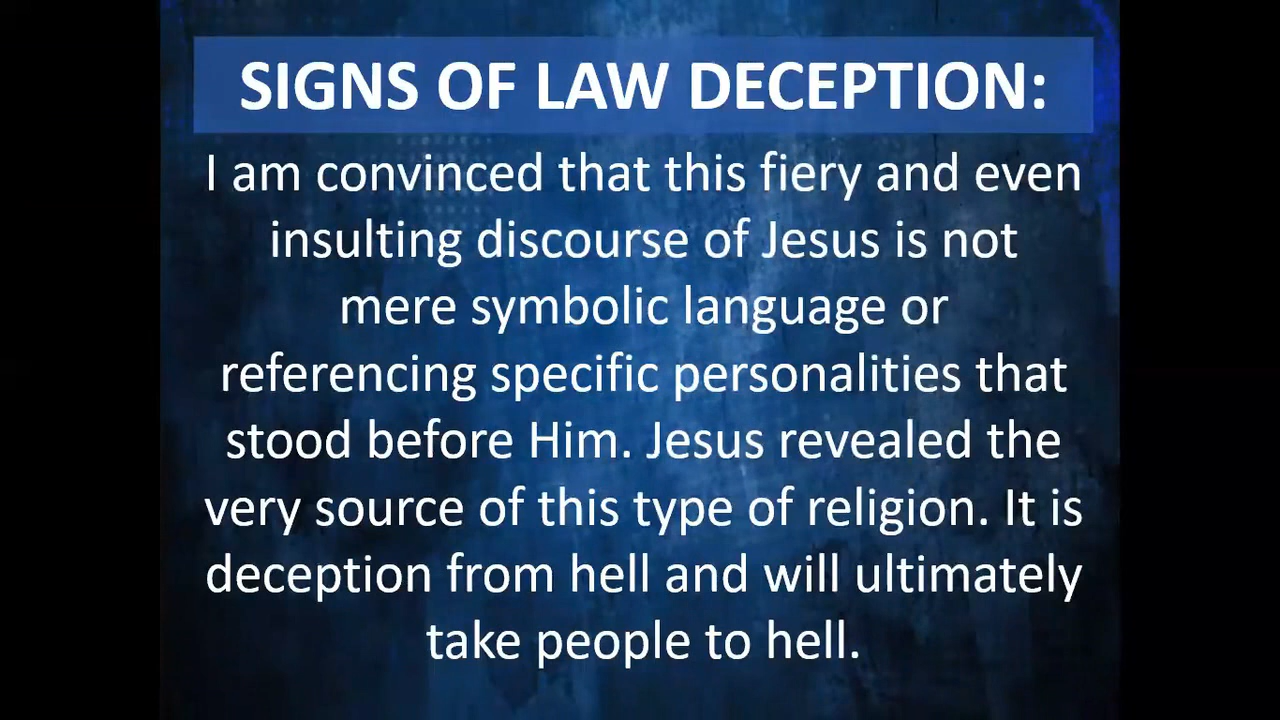 SIGNS OF LAW DECEPTION:
I am convinced that this fiery and even
insulting discourse of Jesus is not
mere symbolic language or
referencing specific personalities that
stood before Him. Jesus revealed the
very source of this type of religion. It is
deception from hell and will ultimately
take people to hell.